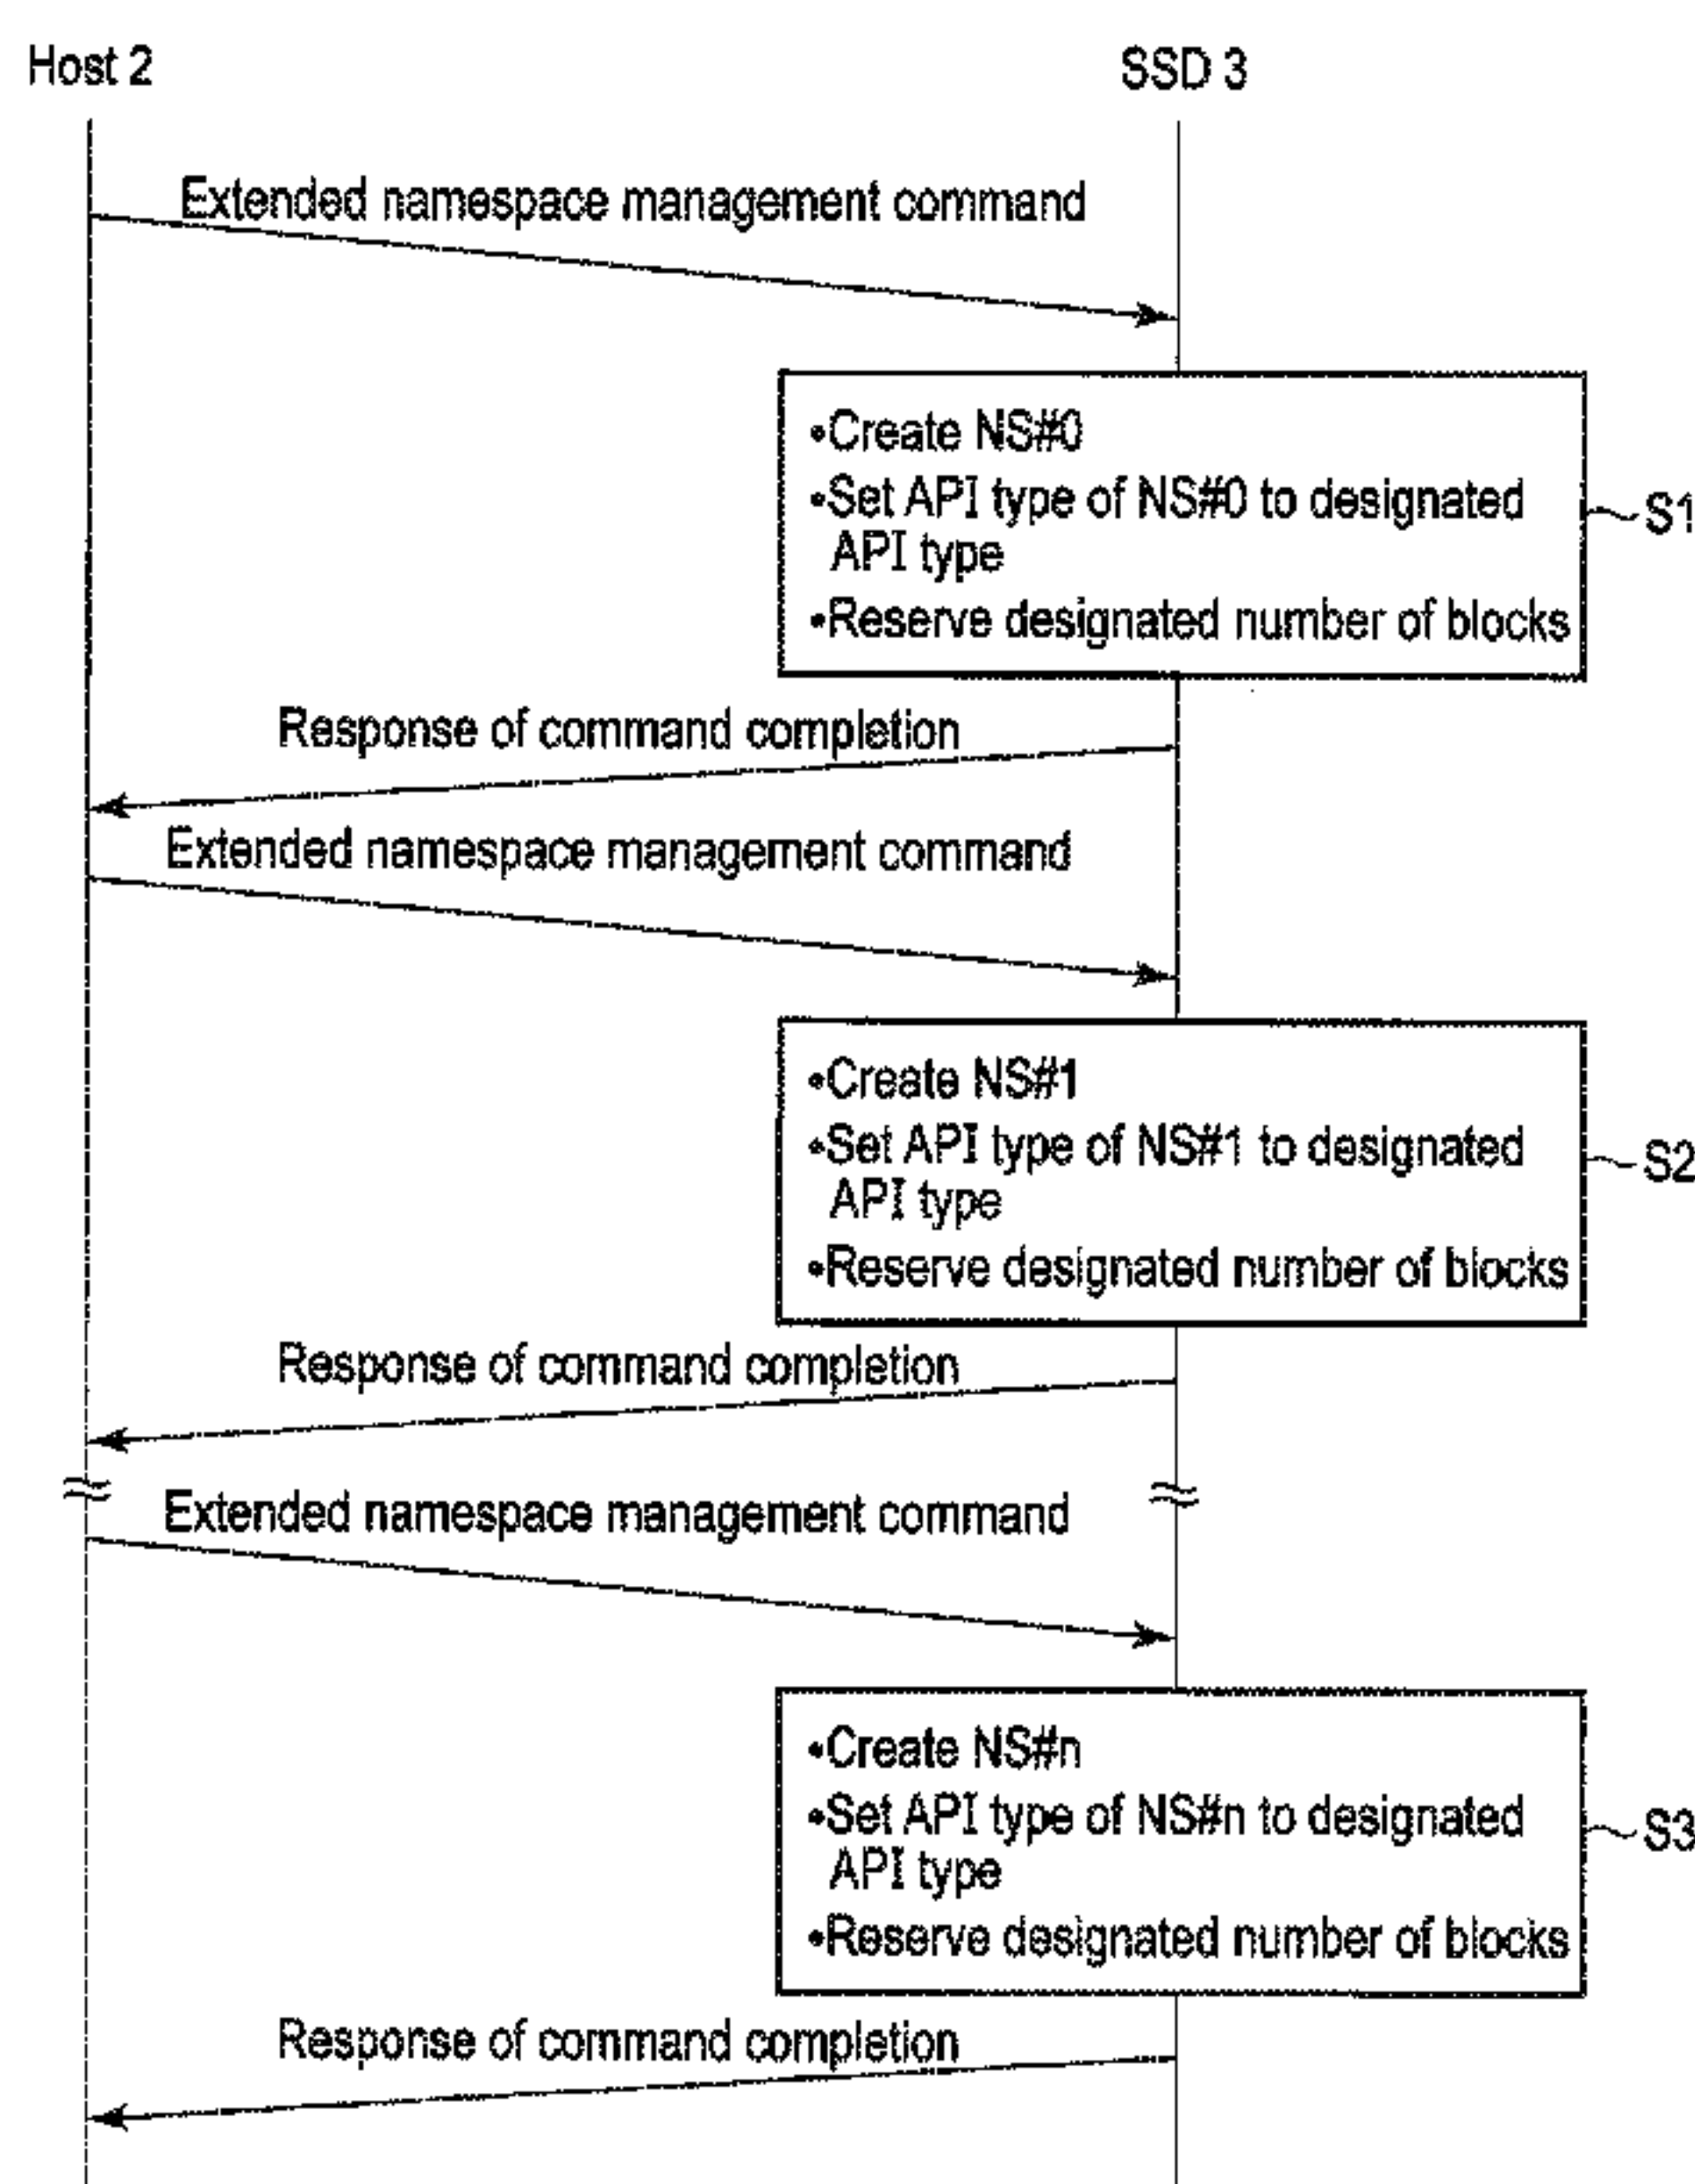 Host 2
SSD 3
Extended namespace management command
•Create NS#0
•Set API type of NS#0 to designated
API type
•Reserve designated number of blocks
S1
Response of command completion
Extended namespace management command
•Create NS#1
•Set API type of NS#1 to designated
API type
•Reserve designated number of blocks
S2
Response of command completion
Extended namespace management command
•Create NS#n
•Set API type of NS#n to designated
API type
•Reserve designated number of blocks
S3
Response of command completion